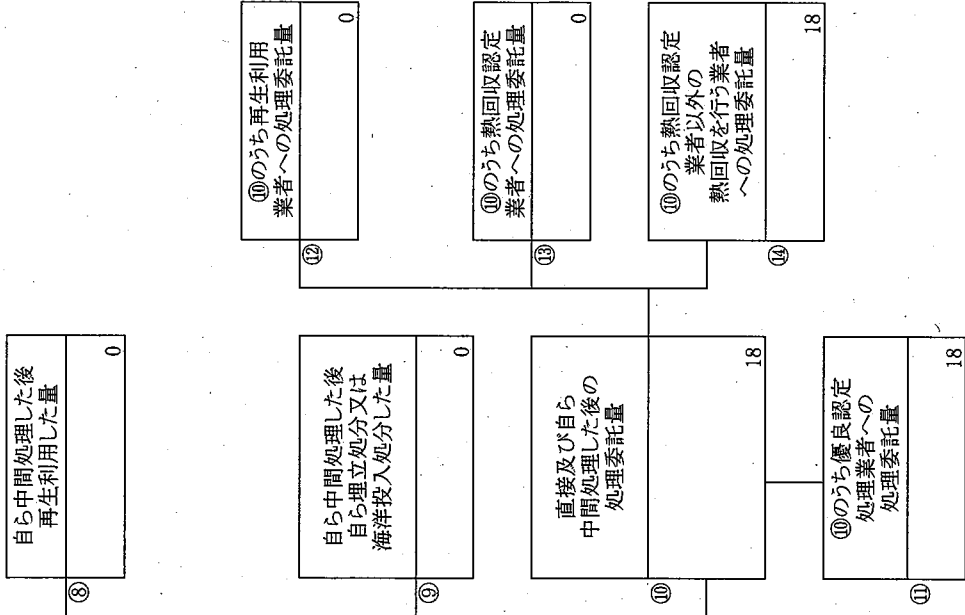 ⑧
自ら中間処理した後
再生利用した量
0
⑨
自ら中間処理した後
自ら埋立処分又は
海洋投入処分した量
0
⑩
直接及び自ら
中間処理した後の
処理委託量
18
⑪
⑩のうち優良認定
処理業者への
処理委託量
18
⑫
⑩のうち再生利用
業者への処理委託量
0
⑬
⑩のうち熱回収認定
業者への処理委託量
0
⑭
⑩のうち熱回収認定
業者以外の
熱回収を行う業者
への処理委託量
18